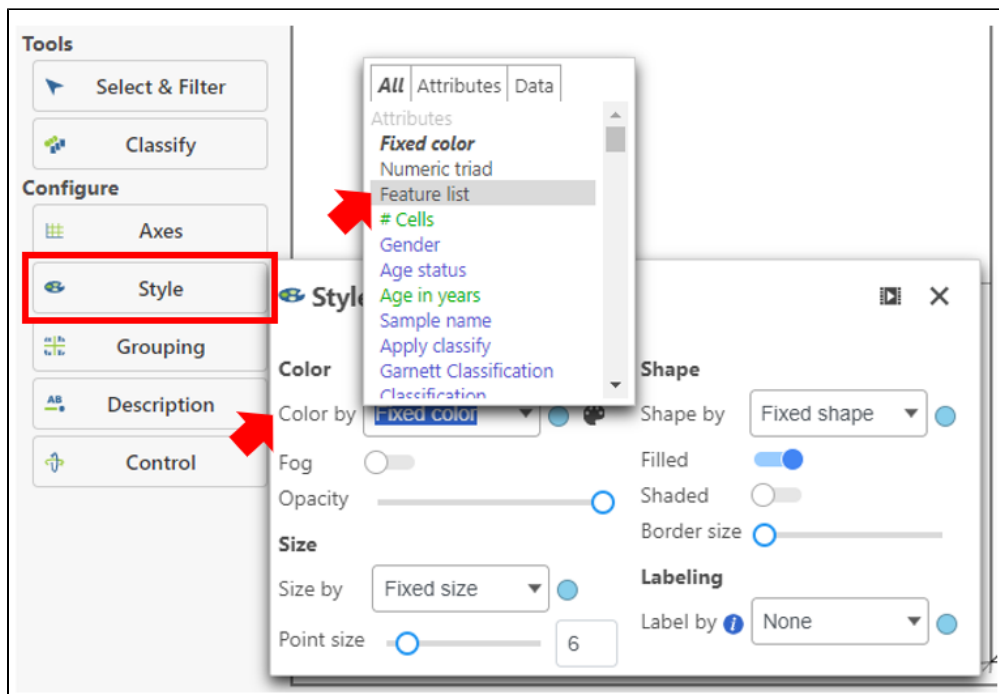 Tools
Select & Filter
Classify
Configure
Axes
Style
Grouping
Description
Control
All Attributes Data
Attributes
Fixed color
Numeric triad
Feature list
# Cells
Gender
Age status
Age in years
Sample name
Apply classify
Garnett Classification
Classification
Style
Color
Color by Fixed color
Fog
Opacity
Size
Size by Fixed size
Point size 6
Shape
Shape by Fixed shape
Filled
Shaded
Border size
Labeling
Label by None